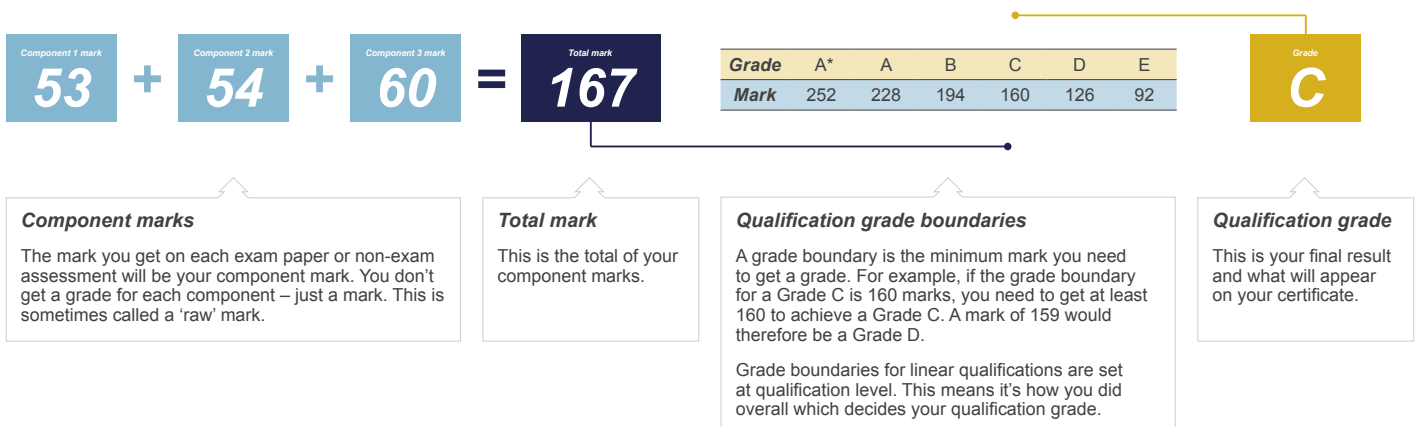 Component 1 mark
53
+
Component 2 mark
54
+
Component 3 mark
60
=
Total mark
167
Grade A* A B C D E
Mark 252 228 194 160 126 92
Grade
C
Component marks
The mark you get on each exam paper or non-exam
assessment will be your component mark. You don’t
get a grade for each component – just a mark. This is
sometimes called a ‘raw’ mark.
Total mark
This is the total of your
component marks.
Qualification grade boundaries
A grade boundary is the minimum mark you need
to get a grade. For example, if the grade boundary
for a Grade C is 160 marks, you need to get at least
160 to achieve a Grade C. A mark of 159 would
therefore be a Grade D.
Grade boundaries for linear qualifications are set
at qualification level. This means it’s how you did
overall which decides your qualification grade.
Qualification grade
This is your final result
and what will appear
on your certificate.